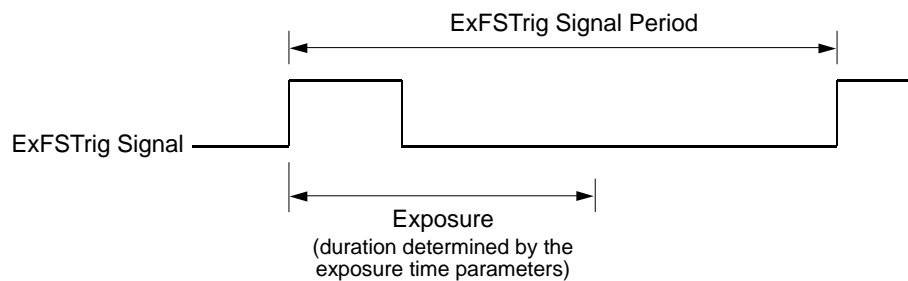 ExFSTrig Signal Period
ExFSTrig Signal
Exposure
(duration determined by the
exposure time parameters)